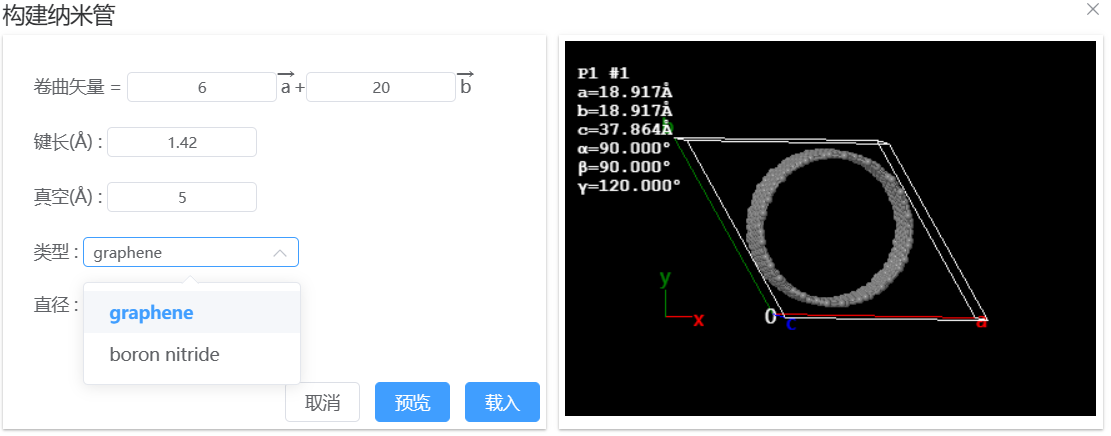 构建纳米管
卷曲矢量 = 6 a + 20 b
键长(Å) : 1.42
真空(Å) : 5
类型 : graphene
直径 :
graphene
boron nitride
取消 预览 载入
P1 #1
a=18.917Å
b=18.917Å
c=37.864Å
α=90.000°
β=90.000°
γ=120.000°
b
y
x
0
c
a